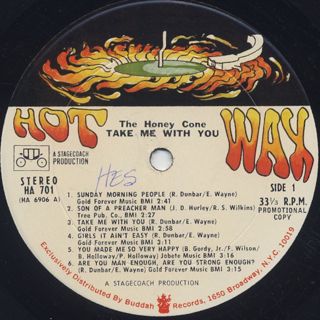 HOT WAX
The Honey Cone
TAKE ME WITH YOU
A STAGECOACH
PRODUCTION
STEREO
HA 701
(HA 6906 A)
HES
SIDE 1
33⅓ R.P.M.
PROMOTIONAL
COPY
1. SUNDAY MORNING PEOPLE (R. Dunbar/E. Wayne)
Gold Forever Music BMI 2:41
2. SON OF A PREACHER MAN (J. D. Hurley/R. S. Wilkins)
Tree Pub. Co., BMI 2:27
3. TAKE ME WITH YOU (R. Dunbar/E. Wayne)
Gold Forever Music BMI 2:58
4. GIRLS IT AIN'T EASY (R. Dunbar/E. Wayne)
Gold Forever Music BMI 3:11
5. YOU MADE ME SO VERY HAPPY (B. Gordy, Jr./F. Wilson/
B. Holloway/P. Holloway) Jobete Music BMI 3:16
6. ARE YOU MAN ENOUGH, ARE YOU STRONG ENOUGH?
(R. Dunbar/E. Wayne) Gold Forever Music BMI 3:15
A STAGECOACH PRODUCTION
Exclusively Distributed By Buddah Records, 1650 Broadway, N.Y.C. 10019